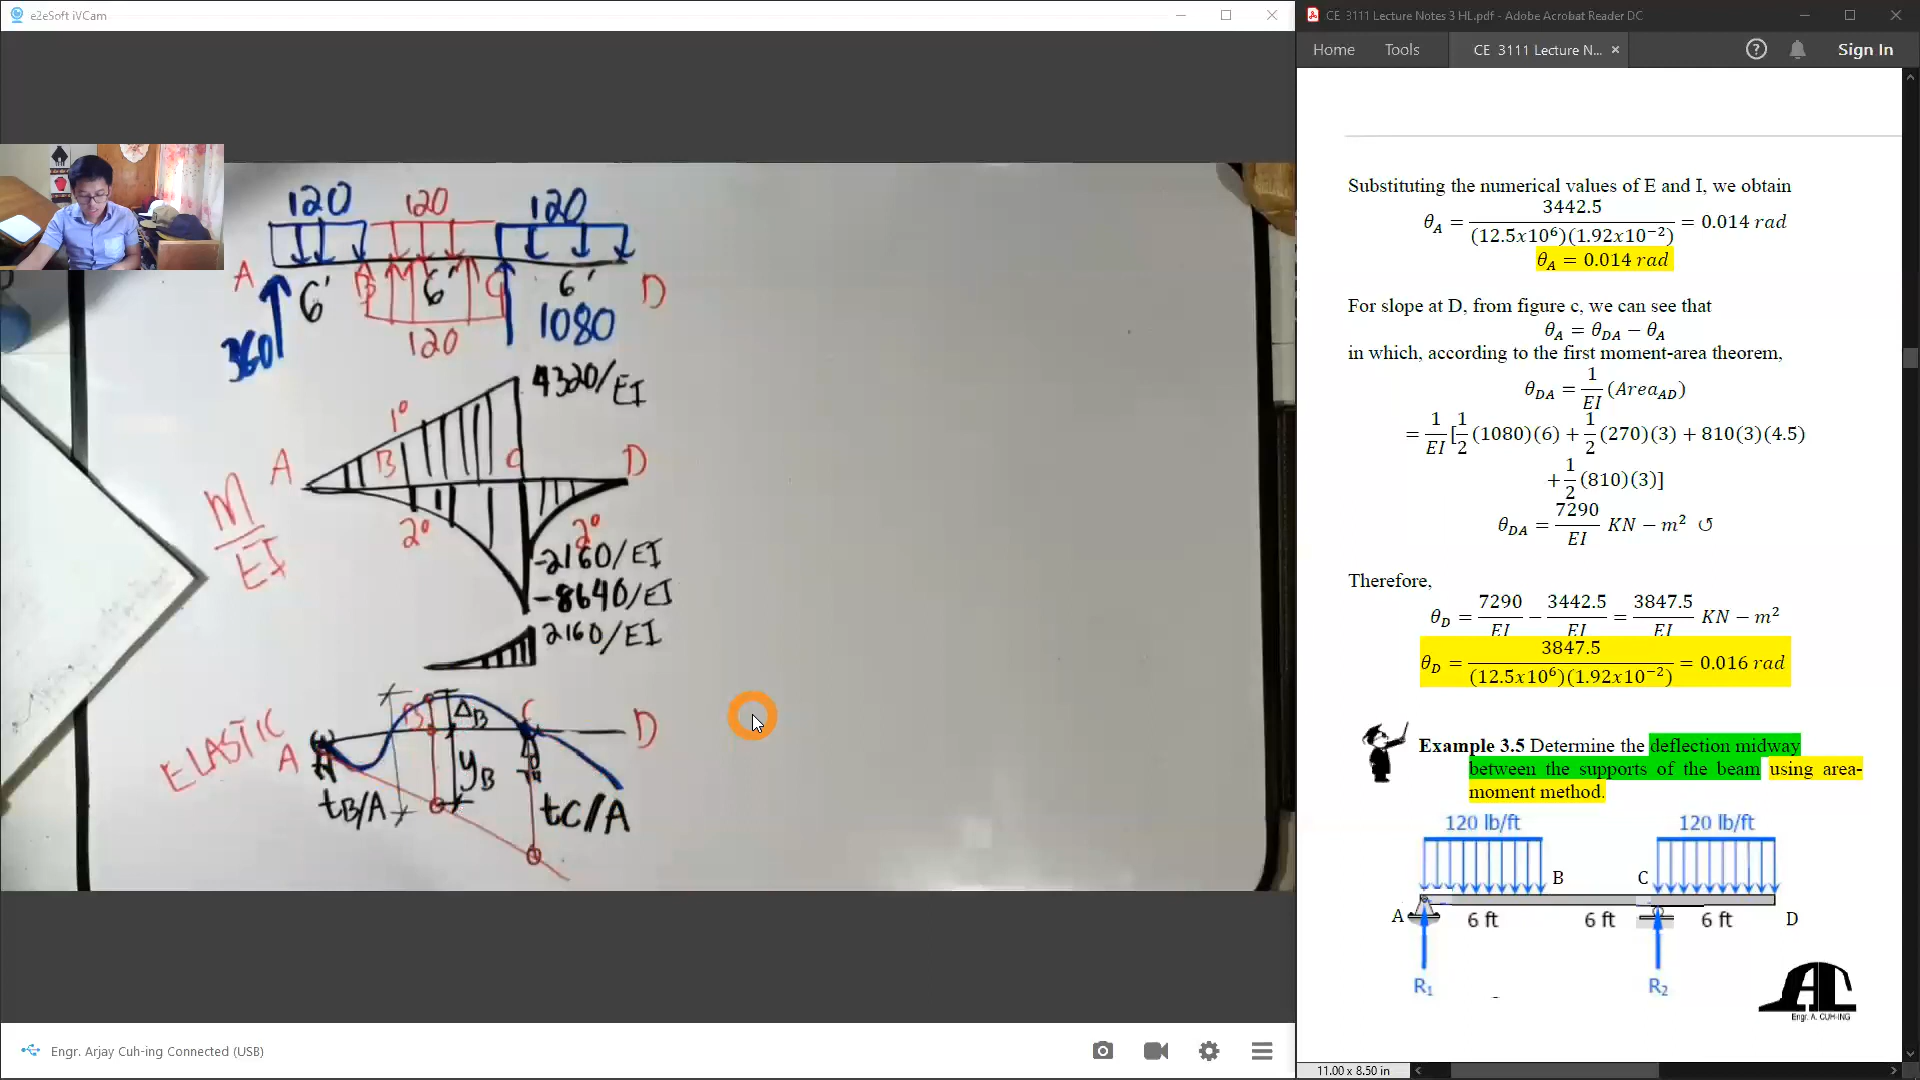 e2eSoft iVCam
120 120 120
A 6' B 6' C 6' D
360 120 1080
4320/EI
1°
A B C D
M/EI
2° 2°
-2160/EI
-8640/EI
2160/EI
ELASTIC
A B ΔB C D
yB
tB/A tC/A
Engr. Arjay Cuh-ing Connected (USB)
CE 3111 Lecture Notes 3 HL.pdf - Adobe Acrobat Reader DC
Home Tools CE 3111 Lecture N... × Sign In
Substituting the numerical values of E and I, we obtain
θA = 3442.5 / (12.5x10⁶)(1.92x10⁻²) = 0.014 rad
θA = 0.014 rad
For slope at D, from figure c, we can see that
θA = θDA − θA
in which, according to the first moment-area theorem,
θDA = 1/EI (AreaAD)
= 1/EI [1/2 (1080)(6) + 1/2 (270)(3) + 810(3)(4.5)
+ 1/2 (810)(3)]
θDA = 7290/EI KN − m² ↺
Therefore,
θD = 7290/EI − 3442.5/EI = 3847.5/EI KN − m²
θD = 3847.5 / (12.5x10⁶)(1.92x10⁻²) = 0.016 rad
Example 3.5 Determine the deflection midway
between the supports of the beam using area-
moment method.
120 lb/ft 120 lb/ft
B C
A 6 ft 6 ft 6 ft D
R1 R2
AC
Engr. A. CUH-ING
11.00 x 8.50 in